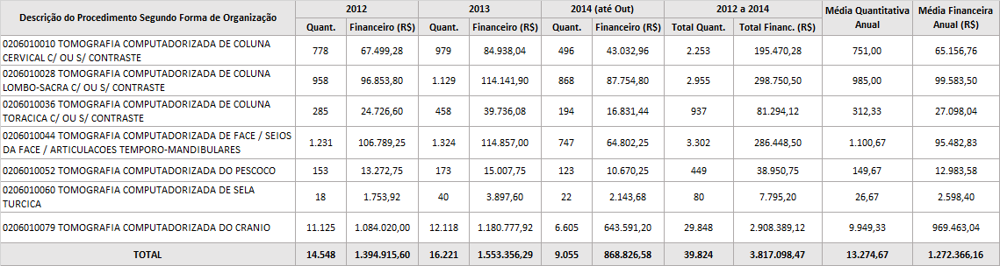 Descrição do Procedimento Segundo Forma de Organização 2012 2013 2014 (até Out) 2012 a 2014 Média Quantitativa Anual Média Financeira Anual (R$)
Quant. Financeiro (R$) Quant. Financeiro (R$) Quant. Financeiro (R$) Total Quant. Total Financ. (R$)
0206010010 TOMOGRAFIA COMPUTADORIZADA DE COLUNA
CERVICAL C/ OU S/ CONTRASTE 778 67.499,28 979 84.938,04 496 43.032,96 2.253 195.470,28 751,00 65.156,76
0206010028 TOMOGRAFIA COMPUTADORIZADA DE COLUNA
LOMBO-SACRA C/ OU S/ CONTRASTE 958 96.853,80 1.129 114.141,90 868 87.754,80 2.955 298.750,50 985,00 99.583,50
0206010036 TOMOGRAFIA COMPUTADORIZADA DE COLUNA
TORACICA C/ OU S/ CONTRASTE 285 24.726,60 458 39.736,08 194 16.831,44 937 81.294,12 312,33 27.098,04
0206010044 TOMOGRAFIA COMPUTADORIZADA DE FACE / SEIOS
DA FACE / ARTICULACOES TEMPORO-MANDIBULARES 1.231 106.789,25 1.324 114.857,00 747 64.802,25 3.302 286.448,50 1.100,67 95.482,83
0206010052 TOMOGRAFIA COMPUTADORIZADA DO PESCOCO 153 13.272,75 173 15.007,75 123 10.670,25 449 38.950,75 149,67 12.983,58
0206010060 TOMOGRAFIA COMPUTADORIZADA DE SELA
TURCICA 18 1.753,92 40 3.897,60 22 2.143,68 80 7.795,20 26,67 2.598,40
0206010079 TOMOGRAFIA COMPUTADORIZADA DO CRANIO 11.125 1.084.020,00 12.118 1.180.777,92 6.605 643.591,20 29.848 2.908.389,12 9.949,33 969.463,04
TOTAL 14.548 1.394.915,60 16.221 1.553.356,29 9.055 868.826,58 39.824 3.817.098,47 13.274,67 1.272.366,16